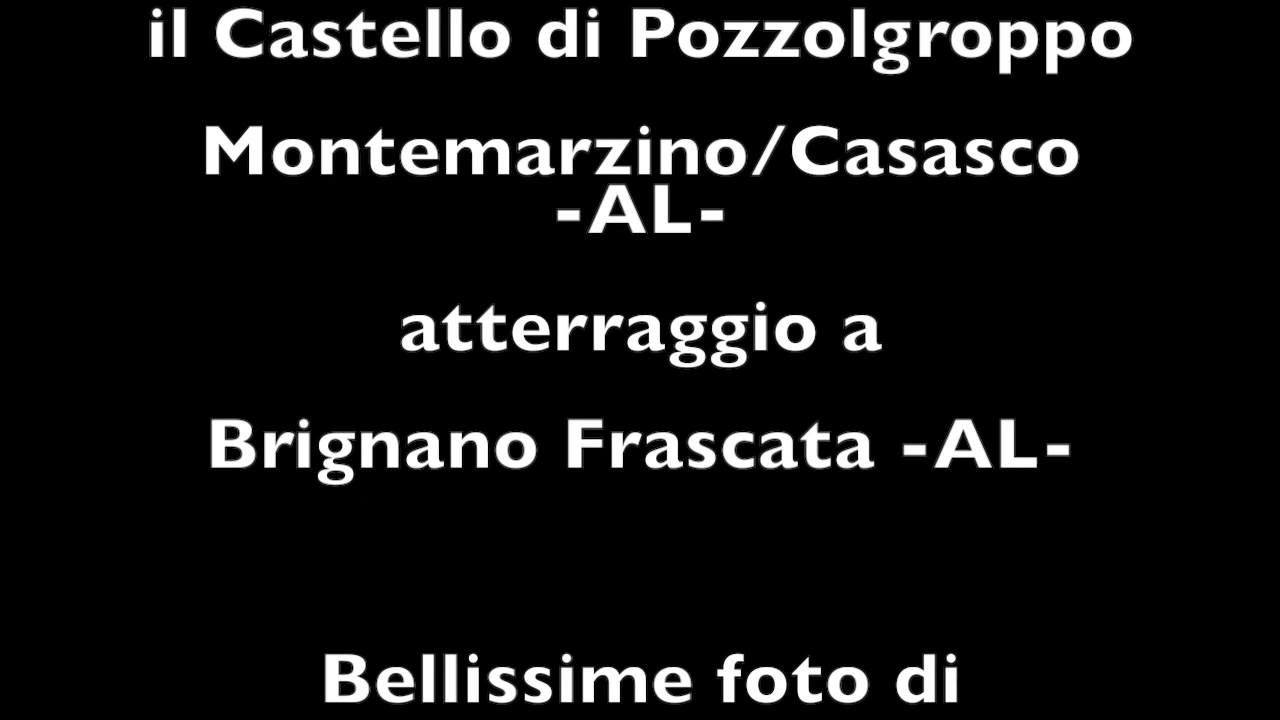 il Castello di Pozzolgroppo
Montemarzino/Casasco
-AL-
atterraggio a
Brignano Frascata -AL-
Bellissime foto di